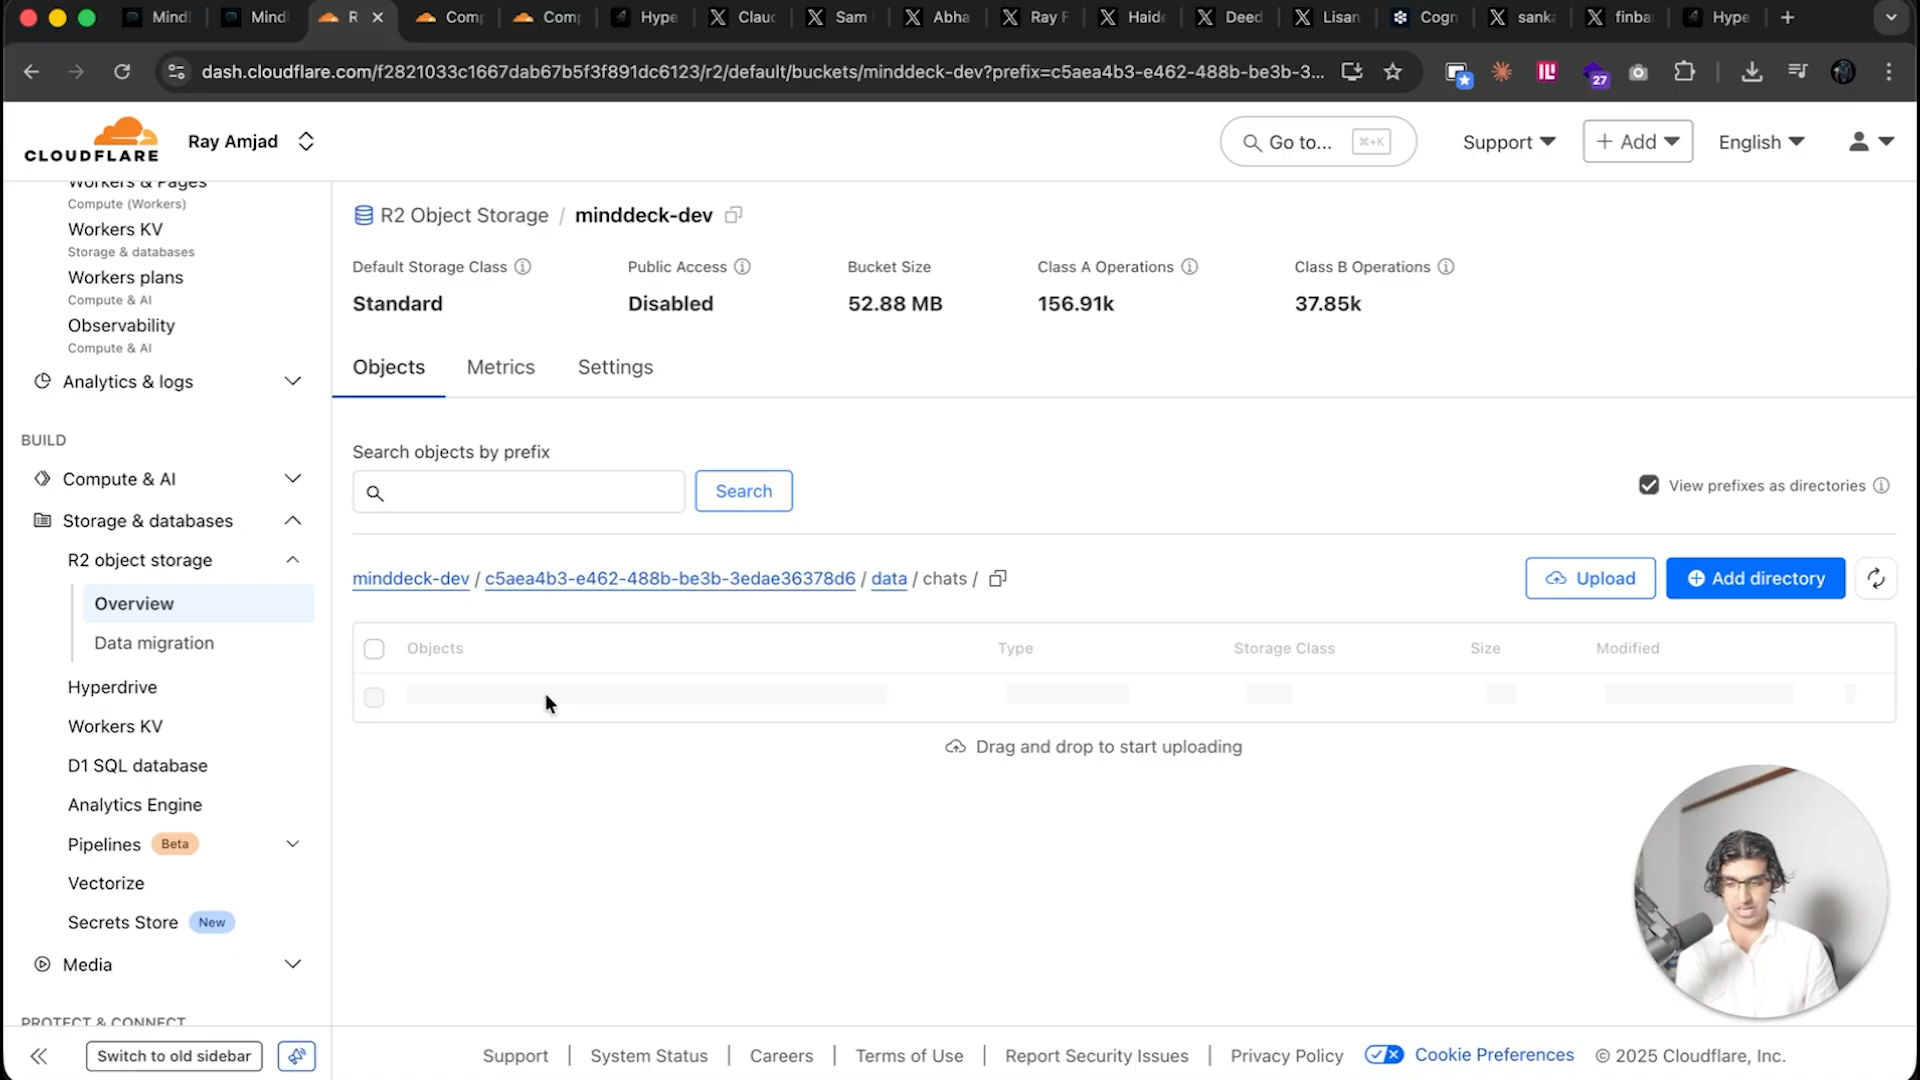 Mind
Mind
R
Comp
Comp
Hype
Claud
Sam
Abha
Ray F
Haide
Deed
Lisan
Cogn
sanka
finba
Hype
dash.cloudflare.com/f2821033c1667dab67b5f3f891dc6123/r2/default/buckets/minddeck-dev?prefix=c5aea4b3-e462-488b-be3b-3...
27
CLOUDFLARE
Ray Amjad
Go to...
⌘+K
Support
+ Add
English
Workers & Pages
Compute (Workers)
Workers KV
Storage & databases
Workers plans
Compute & AI
Observability
Compute & AI
Analytics & logs
BUILD
Compute & AI
Storage & databases
R2 object storage
Overview
Data migration
Hyperdrive
Workers KV
D1 SQL database
Analytics Engine
Pipelines Beta
Vectorize
Secrets Store New
Media
PROTECT & CONNECT
Switch to old sidebar
R2 Object Storage / minddeck-dev
Default Storage Class
Standard
Public Access
Disabled
Bucket Size
52.88 MB
Class A Operations
156.91k
Class B Operations
37.85k
Objects
Metrics
Settings
Search objects by prefix
Search
View prefixes as directories
minddeck-dev / c5aea4b3-e462-488b-be3b-3edae36378d6 / data / chats /
Upload
Add directory
Objects
Type
Storage Class
Size
Modified
Drag and drop to start uploading
Support | System Status | Careers | Terms of Use | Report Security Issues | Privacy Policy
Cookie Preferences
© 2025 Cloudflare, Inc.